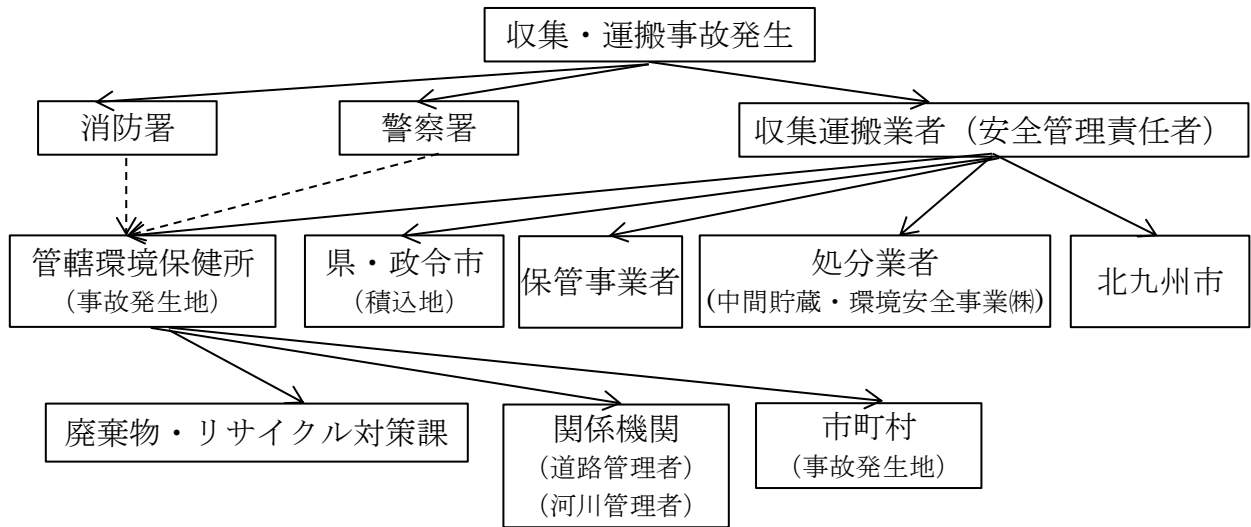 収集・運搬事故発生
消防署
警察署
収集運搬業者（安全管理責任者）
管轄環境保健所
（事故発生地）
県・政令市
（積込地）
保管事業者
処分業者
(中間貯蔵・環境安全事業㈱)
北九州市
廃棄物・リサイクル対策課
関係機関
（道路管理者）
（河川管理者）
市町村
（事故発生地）